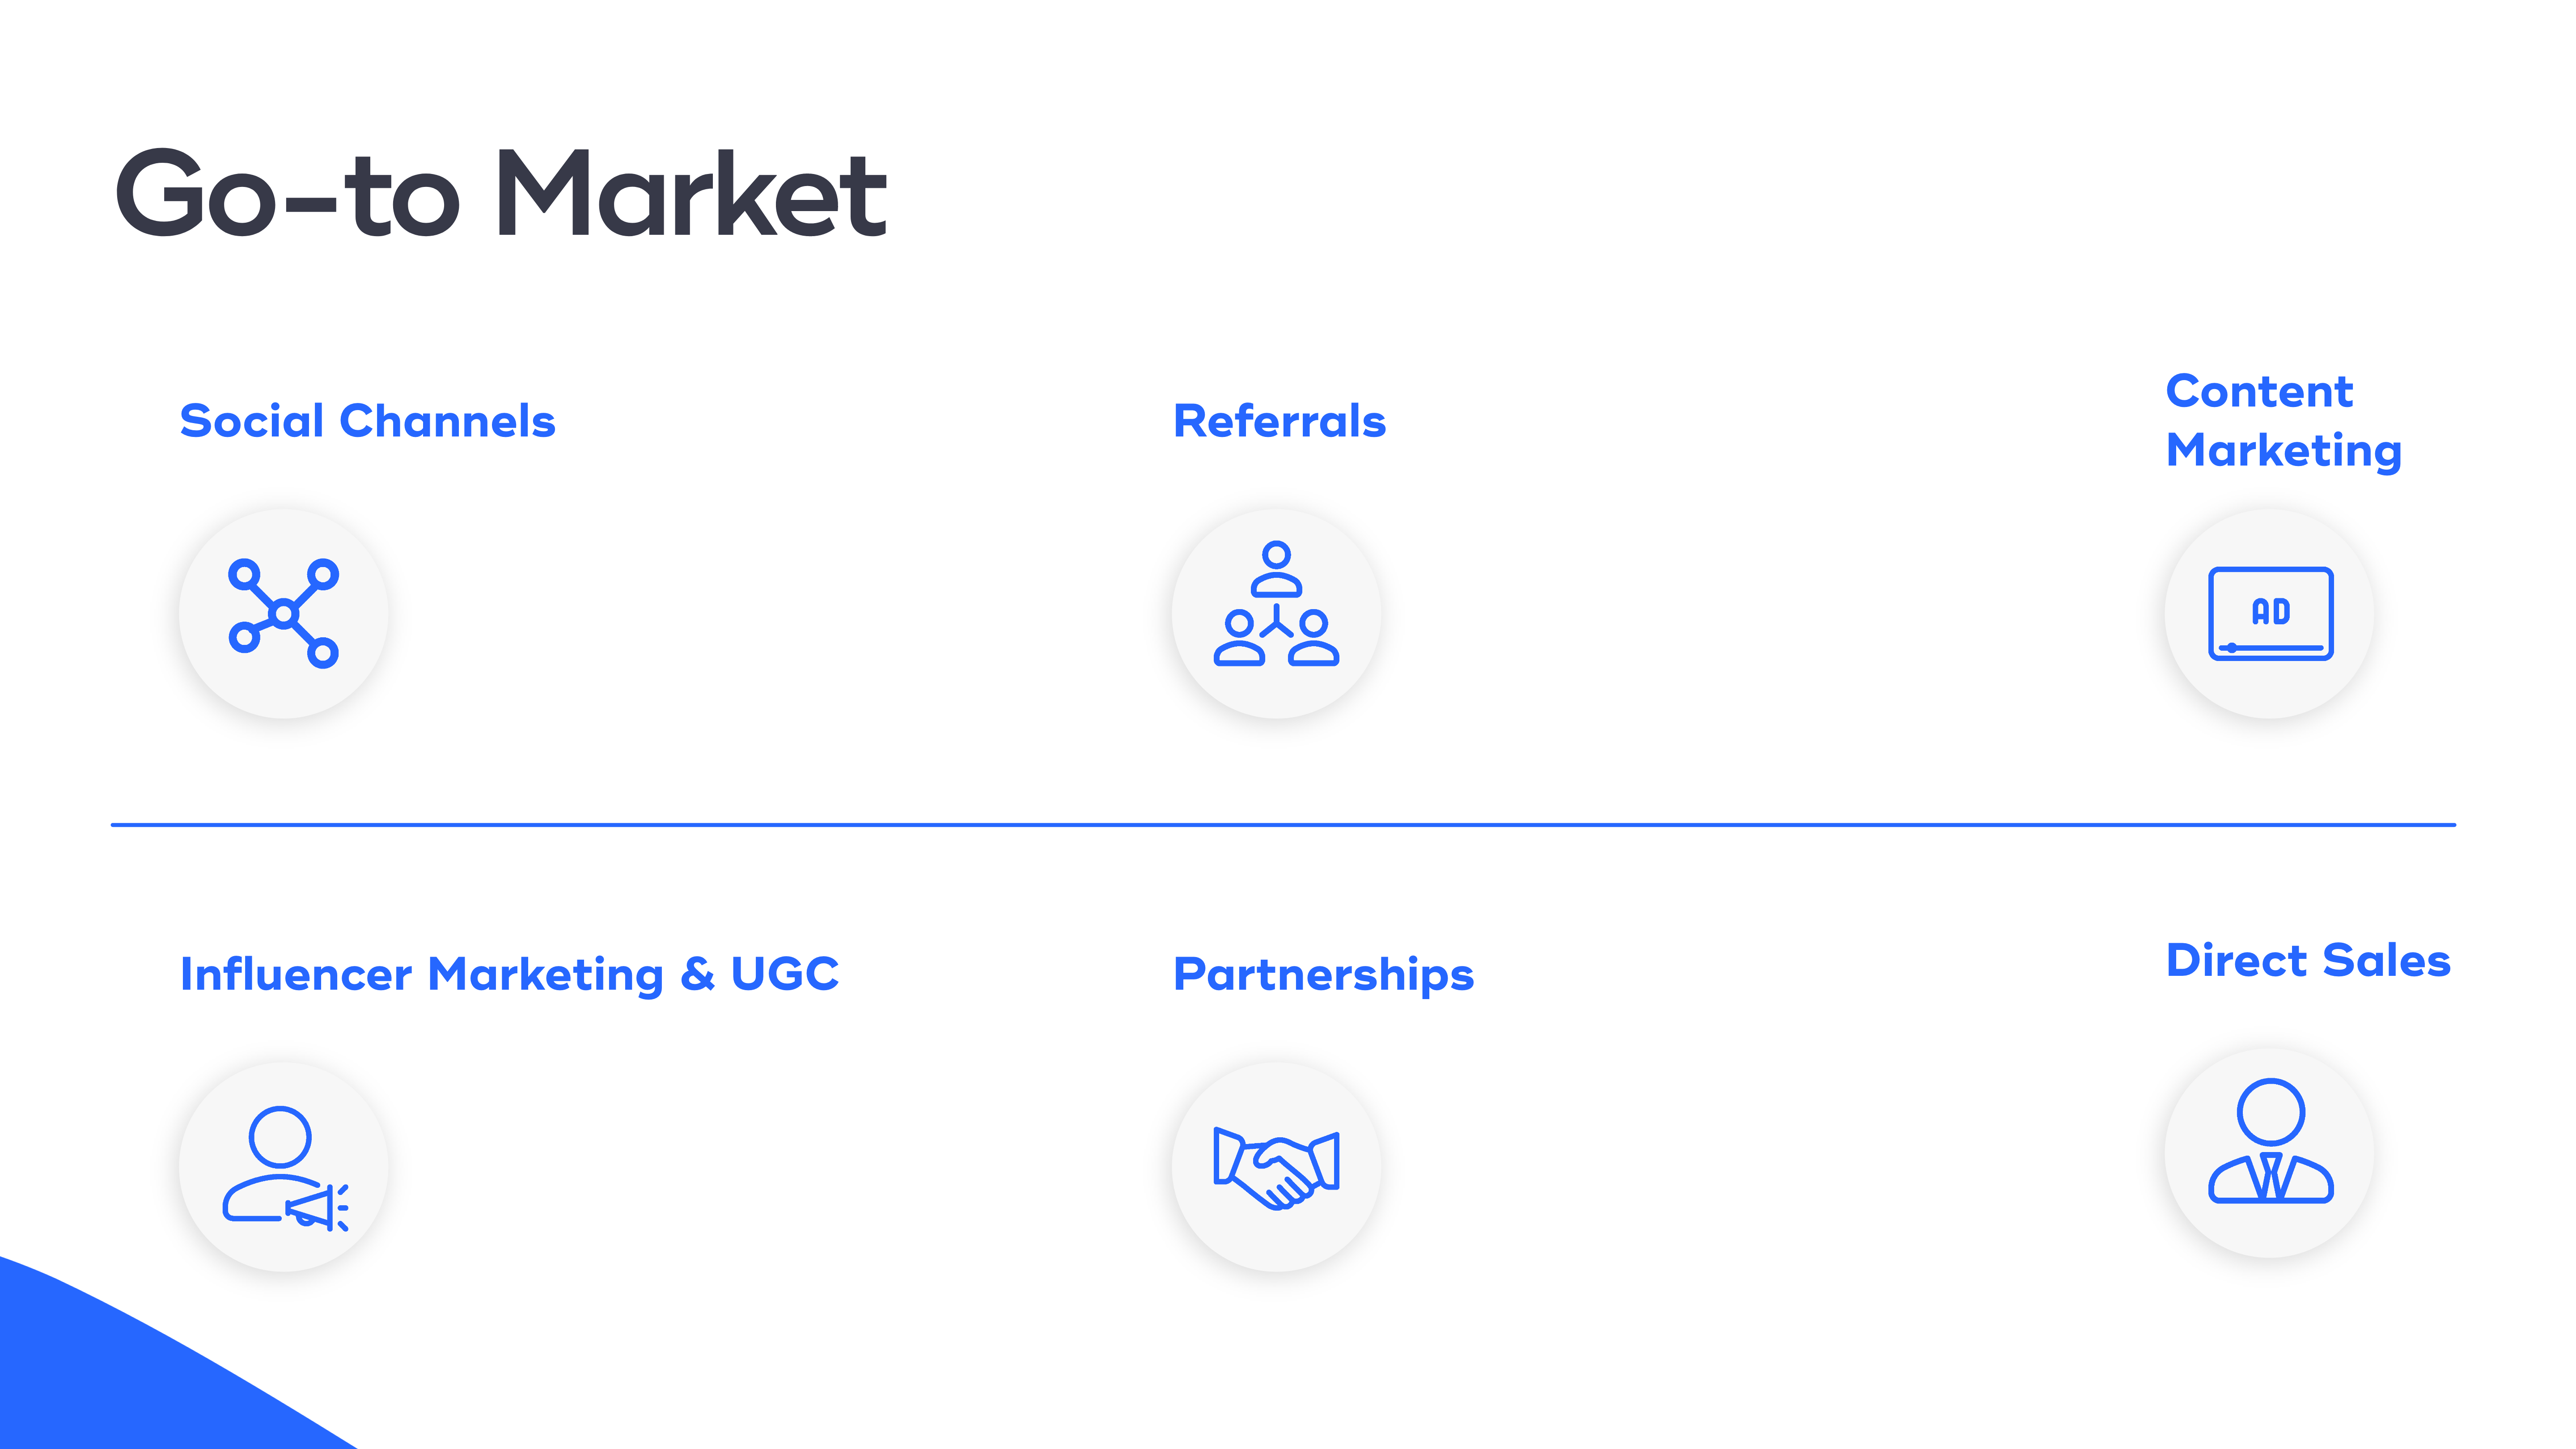 Go-to Market
Social Channels
Referrals
Content
Marketing
AD
Influencer Marketing & UGC
Partnerships
Direct Sales